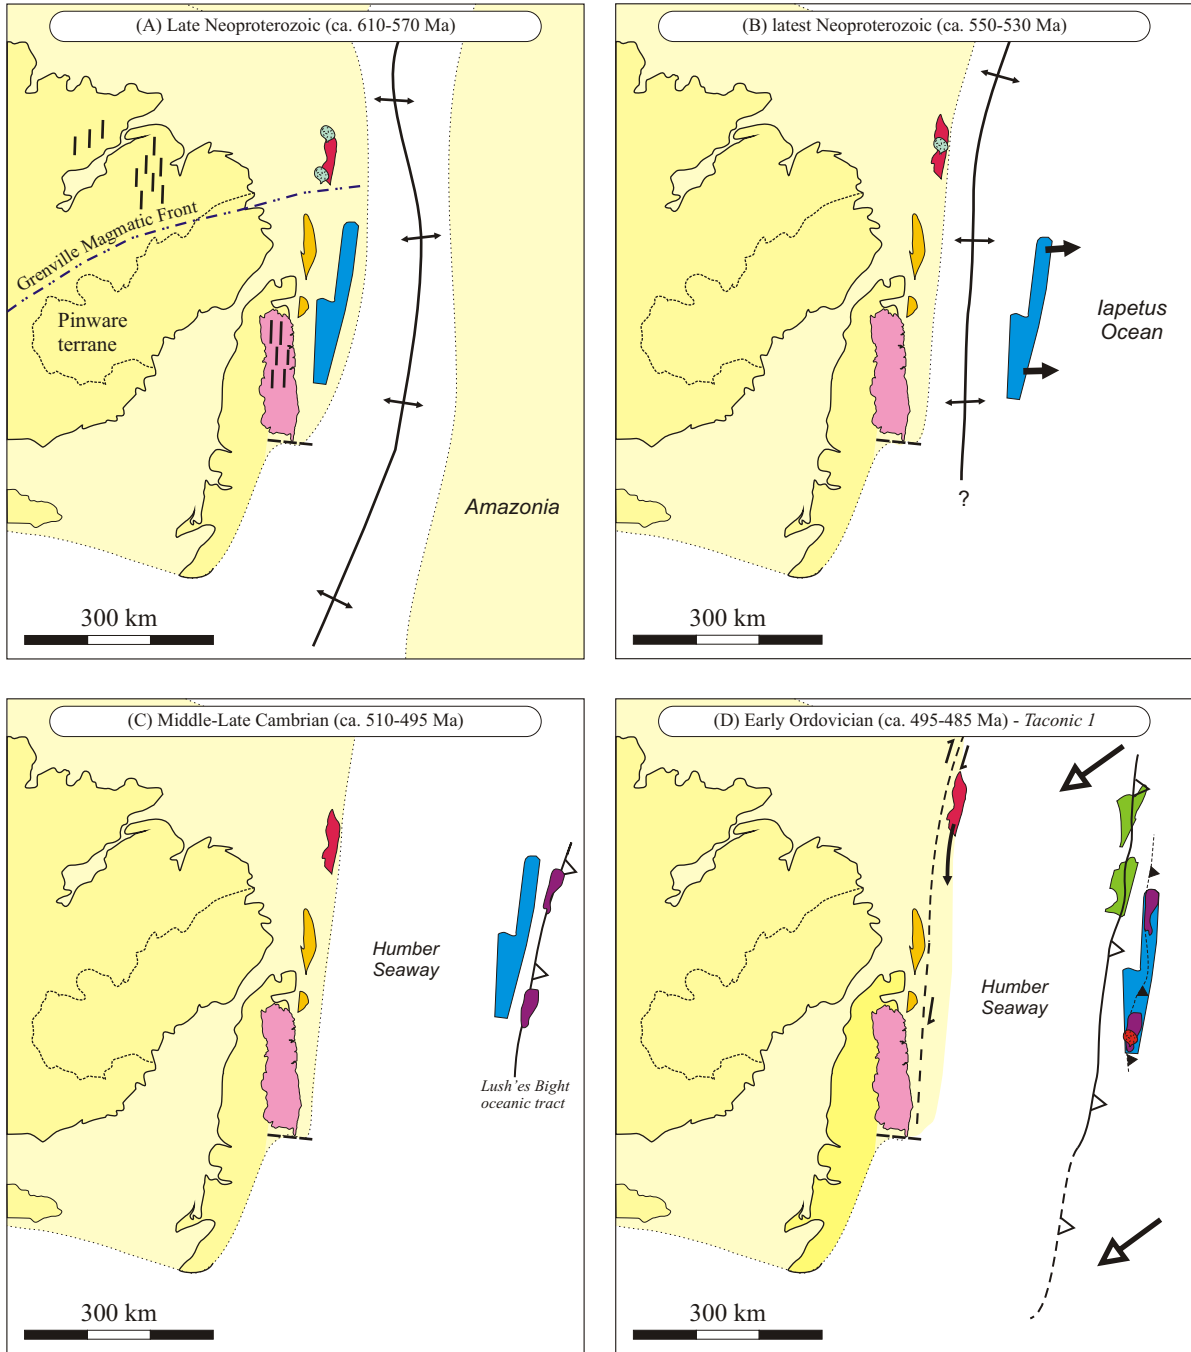 (A) Late Neoproterozoic (ca. 610-570 Ma)
Grenville Magmatic Front
Pinware
terrane
Amazonia
300 km
(B) latest Neoproterozoic (ca. 550-530 Ma)
Iapetus
Ocean
?
300 km
(C) Middle-Late Cambrian (ca. 510-495 Ma)
Humber
Seaway
Lush'es Bight
oceanic tract
300 km
(D) Early Ordovician (ca. 495-485 Ma) - Taconic 1
Humber
Seaway
300 km